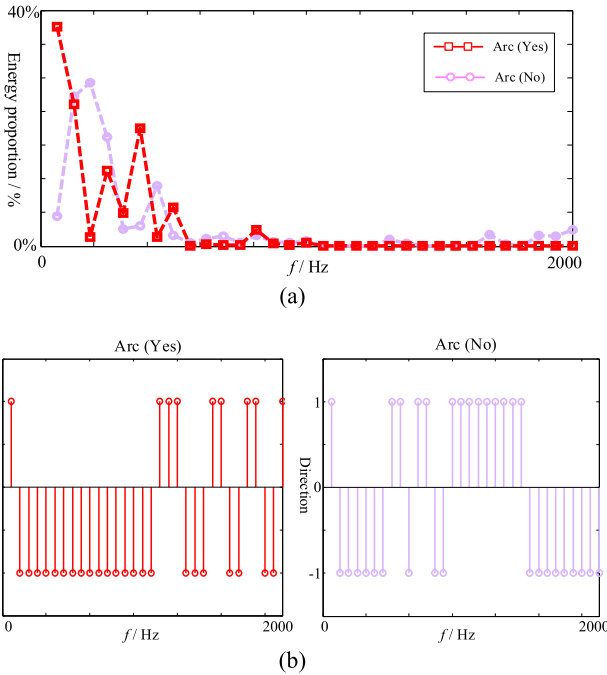 40%
Energy proportion / %
0%
Arc (Yes)
Arc (No)
0
f / Hz
2000
(a)
Arc (Yes)
Arc (No)
1
0
-1
Direction
0
f / Hz
2000
0
f / Hz
2000
(b)